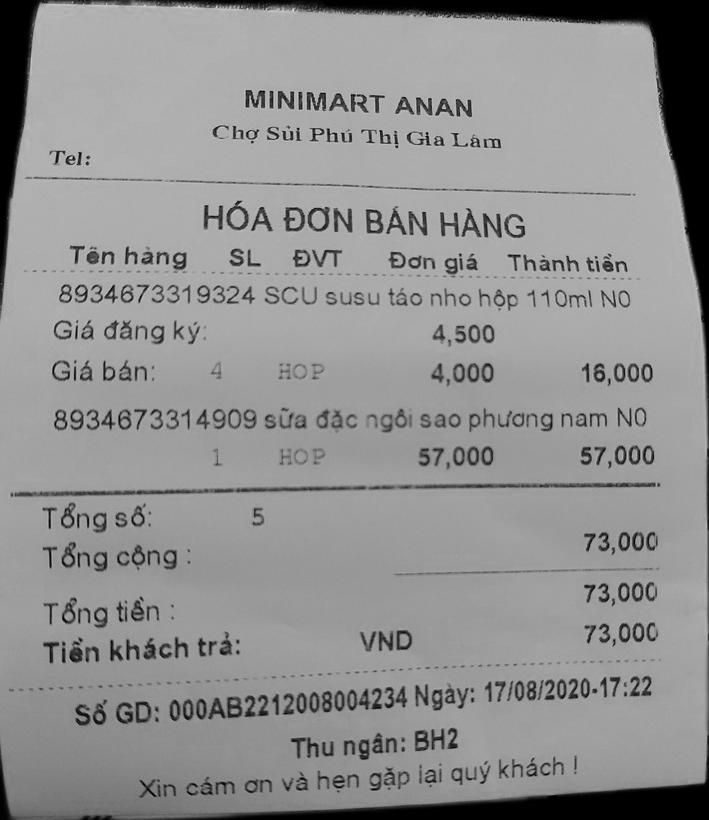 MINIMART ANAN
Chợ Sủi Phú Thị Gia Lâm
Tel:
HÓA ĐƠN BÁN HÀNG
Tên hàng SL ĐVT Đơn giá Thành tiền
8934673319324 SCU susu táo nho hộp 110ml N0
Giá đăng ký: 4,500
Giá bán: 4 HOP 4,000 16,000
8934673314909 sữa đặc ngôi sao phương nam N0
1 HOP 57,000 57,000
Tổng số: 5
Tổng cộng : 73,000
Tổng tiền : 73,000
Tiền khách trả: VND 73,000
Số GD: 000AB2212008004234 Ngày: 17/08/2020-17:22
Thu ngân: BH2
Xin cám ơn và hẹn gặp lại quý khách !